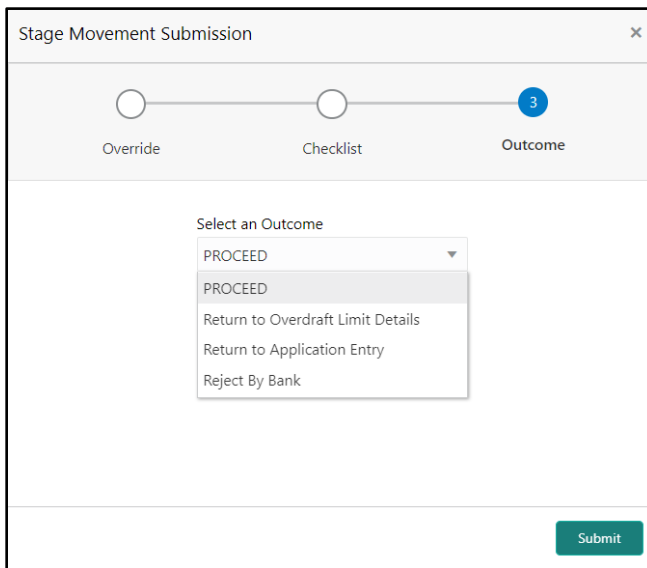 Stage Movement Submission ×
3
Override Checklist Outcome
Select an Outcome
PROCEED
PROCEED
Return to Overdraft Limit Details
Return to Application Entry
Reject By Bank
Submit